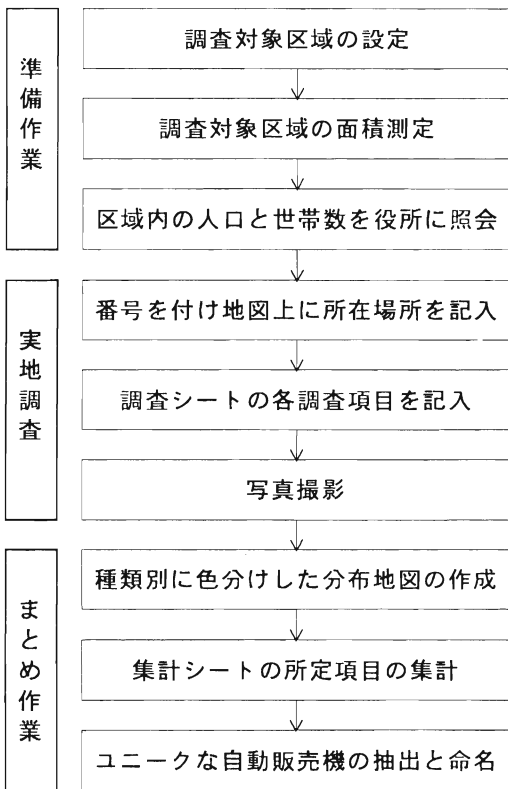 準備作業
調査対象区域の設定
調査対象区域の面積測定
区域内の人口と世帯数を役所に照会
実地調査
番号を付け地図上に所在場所を記入
調査シートの各調査項目を記入
写真撮影
まとめ作業
種類別に色分けした分布地図の作成
集計シートの所定項目の集計
ユニークな自動販売機の抽出と命名